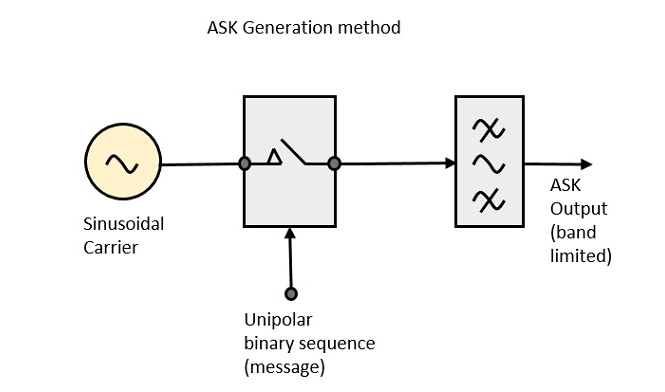 ASK Generation method
Sinusoidal
Carrier
ASK
Output
(band
limited)
Unipolar
binary sequence
(message)